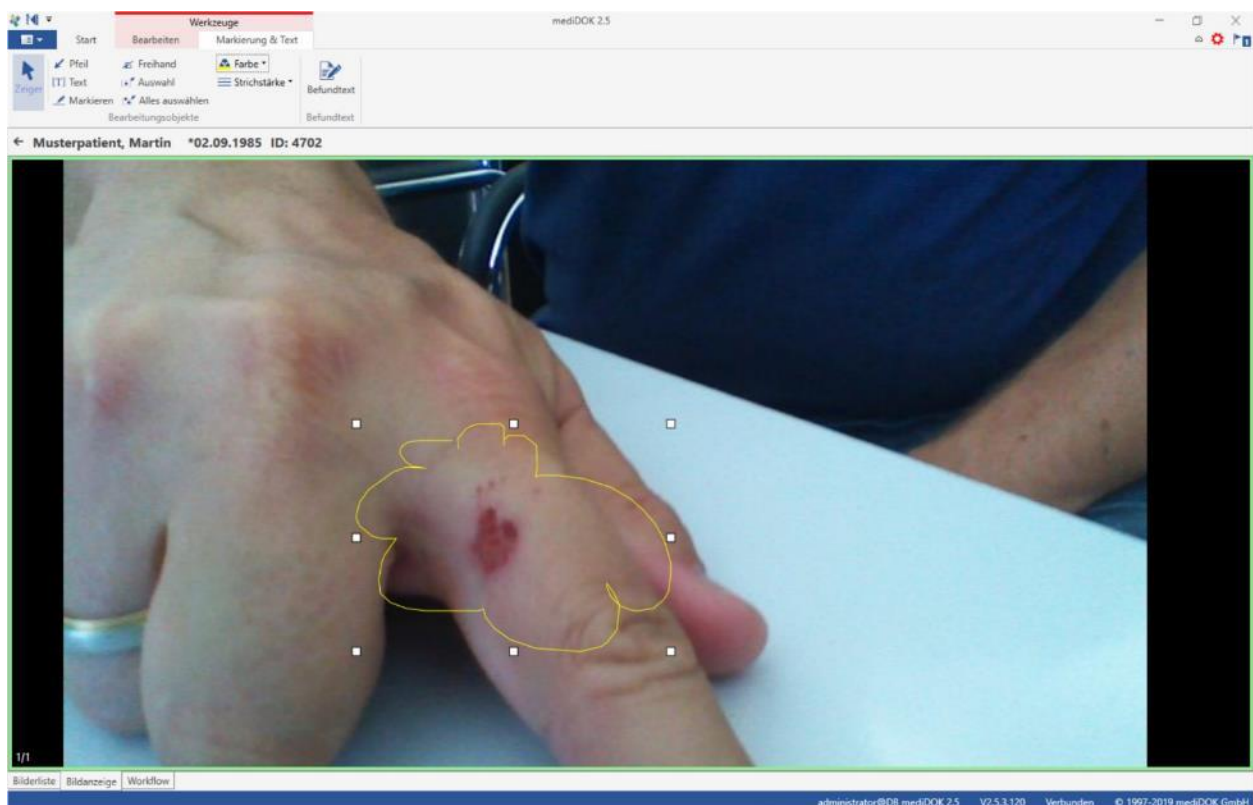 Werkzeuge
mediDOK 2.5
Start Bearbeiten Markierung & Text
Zeiger
Pfeil Freihand Farbe
[T] Text Auswahl Strichstärke
Markieren Alles auswählen
Befundtext
Bearbeitungsobjekte Befundtext
Musterpatient, Martin *02.09.1985 ID: 4702
1/1
Bilderliste Bildanzeige Workflow
administrator@DB mediDOK 2.5 V2.5.3.120 Verbunden © 1997-2019 mediDOK GmbH